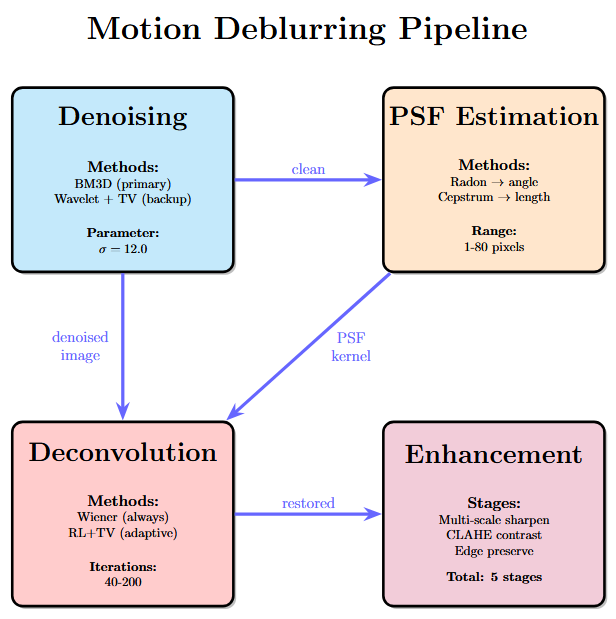 Motion Deblurring Pipeline
Denoising
Methods:
BM3D (primary)
Wavelet + TV (backup)
Parameter:
σ = 12.0
clean
PSF Estimation
Methods:
Radon → angle
Cepstrum → length
Range:
1-80 pixels
denoised
image
PSF
kernel
Deconvolution
Methods:
Wiener (always)
RL+TV (adaptive)
Iterations:
40-200
restored
Enhancement
Stages:
Multi-scale sharpen
CLAHE contrast
Edge preserve
Total: 5 stages